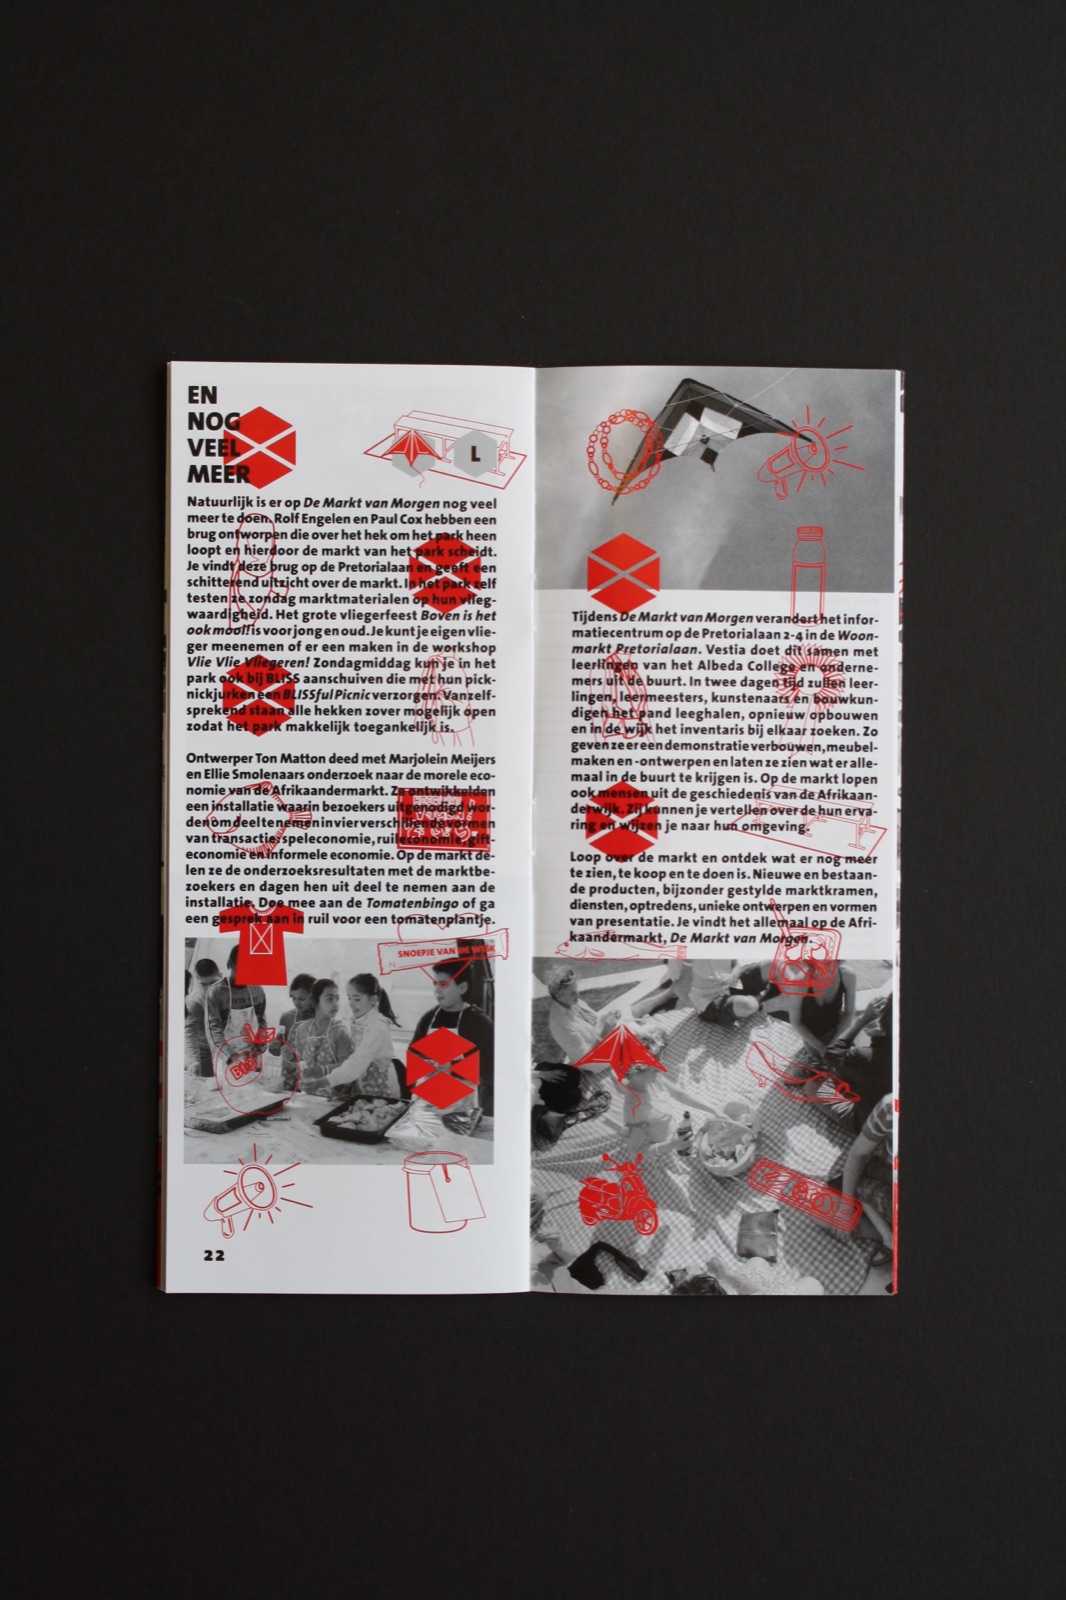 EN
NOG
VEEL
MEER
L
Natuurlijk is er op De Markt van Morgen nog veel
meer te doen. Rolf Engelen en Paul Cox hebben een
brug ontworpen die over het hek om het park heen
loopt en hierdoor de markt van het park scheidt.
Je vindt deze brug op de Pretorialaan en geeft een
schitterend uitzicht over de markt. In het park zelf
testen ze zondag marktmaterialen op hun vlieg-
waardigheid. Het grote vliegerfeest Boven is het
ook mooi! is voor jong en oud. Je kunt je eigen vlie-
ger meenemen of er een maken in de workshop
Vlie Vlie Vliegeren! Zondagmiddag kun je in het
park ook bij BLiSS aanschuiven die met hun pick-
nickjurken een BLiSSful Picnic verzorgen. Vanzelf-
sprekend staan alle hekken zover mogelijk open
zodat het park makkelijk toegankelijk is.
Ontwerper Ton Matton deed met Marjolein Meijers
en Ellie Smolenaars onderzoek naar de morele eco-
nomie van de Afrikaandermarkt. Ze ontwikkelden
een installatie waarin bezoekers uitgenodigd wor-
den om deel te nemen in vier verschillende vormen
van transactie: speleconomie, ruileconomie, gift-
economie en informele economie. Op de markt de-
len ze de onderzoeksresultaten met de marktbe-
zoekers en dagen hen uit deel te nemen aan de
installatie. Doe mee aan de Tomatenbingo of ga
een gesprek aan in ruil voor een tomatenplantje.
SNOEPJE VAN DE WEEK
BIO
22
Tijdens De Markt van Morgen verandert het infor-
matiecentrum op de Pretorialaan 2-4 in de Woon-
markt Pretorialaan. Vestia doet dit samen met
leerlingen van het Albeda College en onderne-
mers uit de buurt. In twee dagen tijd zullen leer-
lingen, leermeesters, kunstenaars en bouwkun-
digen het pand leeghalen, opnieuw opbouwen
en in de wijk het inventaris bij elkaar zoeken. Zo
geven ze er een demonstratie verbouwen, meubel-
maken en -ontwerpen en laten ze zien wat er alle-
maal in de buurt te krijgen is. Op de markt lopen
ook mensen uit de geschiedenis van de Afrikaan-
derwijk. Zij kunnen je vertellen over de hun erva-
ring en wijzen je naar hun omgeving.
Loop over de markt en ontdek wat er nog meer
te zien, te koop en te doen is. Nieuwe en bestaan-
de producten, bijzonder gestylde marktkramen,
diensten, optredens, unieke ontwerpen en vormen
van presentatie. Je vindt het allemaal op de Afri-
kaandermarkt, De Markt van Morgen.